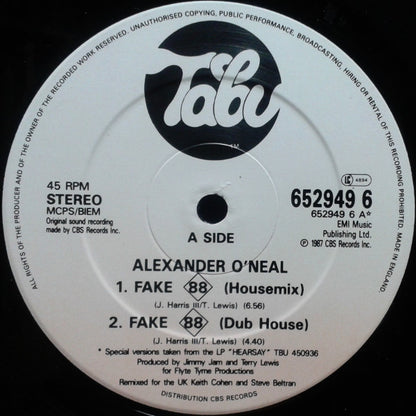 ALL RIGHTS OF THE PRODUCER AND OF THE OWNER OF THE RECORDED WORK RESERVED. UNAUTHORISED COPYING, PUBLIC PERFORMANCE, BROADCASTING, HIRING OR RENTAL OF THIS RECORDING PROHIBITED. MADE IN ENGLAND.
Tabu
TM
45 RPM
STEREO
MCPS/BIEM
Original sound recording
made by CBS Records Inc.
LC 4854
652949 6
652949 6 A*
EMI Music
Publishing Ltd.
℗ 1987 CBS Records Inc.
A SIDE
ALEXANDER O'NEAL
1. FAKE 88 (Housemix)
(J. Harris III/T. Lewis) (6.56)
2. FAKE 88 (Dub House)
(J. Harris III/T. Lewis) (4.40)
* Special versions taken from the LP "HEARSAY" TBU 450936
Produced by Jimmy Jam and Terry Lewis
for Flyte Tyme Productions
Remixed for the UK Keith Cohen and Steve Beltran
DISTRIBUTION CBS RECORDS